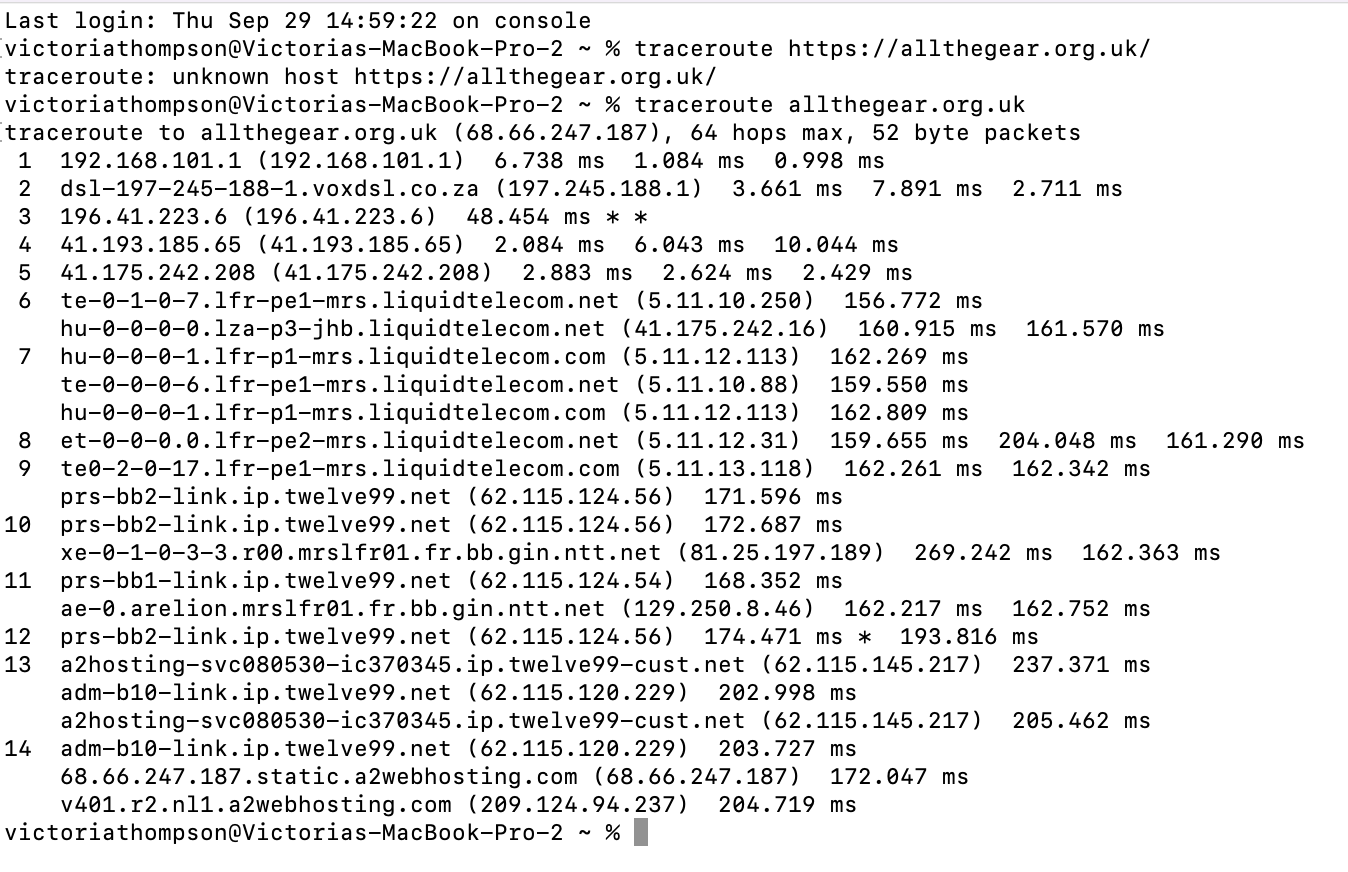 Last login: Thu Sep 29 14:59:22 on console
victoriathompson@Victorias-MacBook-Pro-2 ~ % traceroute https://allthegear.org.uk/
traceroute: unknown host https://allthegear.org.uk/
victoriathompson@Victorias-MacBook-Pro-2 ~ % traceroute allthegear.org.uk
traceroute to allthegear.org.uk (68.66.247.187), 64 hops max, 52 byte packets
 1  192.168.101.1 (192.168.101.1)  6.738 ms  1.084 ms  0.998 ms
 2  dsl-197-245-188-1.voxdsl.co.za (197.245.188.1)  3.661 ms  7.891 ms  2.711 ms
 3  196.41.223.6 (196.41.223.6)  48.454 ms * *
 4  41.193.185.65 (41.193.185.65)  2.084 ms  6.043 ms  10.044 ms
 5  41.175.242.208 (41.175.242.208)  2.883 ms  2.624 ms  2.429 ms
 6  te-0-1-0-7.lfr-pe1-mrs.liquidtelecom.net (5.11.10.250)  156.772 ms
    hu-0-0-0-0.lza-p3-jhb.liquidtelecom.net (41.175.242.16)  160.915 ms  161.570 ms
 7  hu-0-0-0-1.lfr-p1-mrs.liquidtelecom.com (5.11.12.113)  162.269 ms
    te-0-0-0-6.lfr-pe1-mrs.liquidtelecom.net (5.11.10.88)  159.550 ms
    hu-0-0-0-1.lfr-p1-mrs.liquidtelecom.com (5.11.12.113)  162.809 ms
 8  et-0-0-0.0.lfr-pe2-mrs.liquidtelecom.net (5.11.12.31)  159.655 ms  204.048 ms  161.290 ms
 9  te0-2-0-17.lfr-pe1-mrs.liquidtelecom.com (5.11.13.118)  162.261 ms  162.342 ms
    prs-bb2-link.ip.twelve99.net (62.115.124.56)  171.596 ms
10  prs-bb2-link.ip.twelve99.net (62.115.124.56)  172.687 ms
    xe-0-1-0-3-3.r00.mrslfr01.fr.bb.gin.ntt.net (81.25.197.189)  269.242 ms  162.363 ms
11  prs-bb1-link.ip.twelve99.net (62.115.124.54)  168.352 ms
    ae-0.arelion.mrslfr01.fr.bb.gin.ntt.net (129.250.8.46)  162.217 ms  162.752 ms
12  prs-bb2-link.ip.twelve99.net (62.115.124.56)  174.471 ms *  193.816 ms
13  a2hosting-svc080530-ic370345.ip.twelve99-cust.net (62.115.145.217)  237.371 ms
    adm-b10-link.ip.twelve99.net (62.115.120.229)  202.998 ms
    a2hosting-svc080530-ic370345.ip.twelve99-cust.net (62.115.145.217)  205.462 ms
14  adm-b10-link.ip.twelve99.net (62.115.120.229)  203.727 ms
    68.66.247.187.static.a2webhosting.com (68.66.247.187)  172.047 ms
    v401.r2.nl1.a2webhosting.com (209.124.94.237)  204.719 ms
victoriathompson@Victorias-MacBook-Pro-2 ~ %